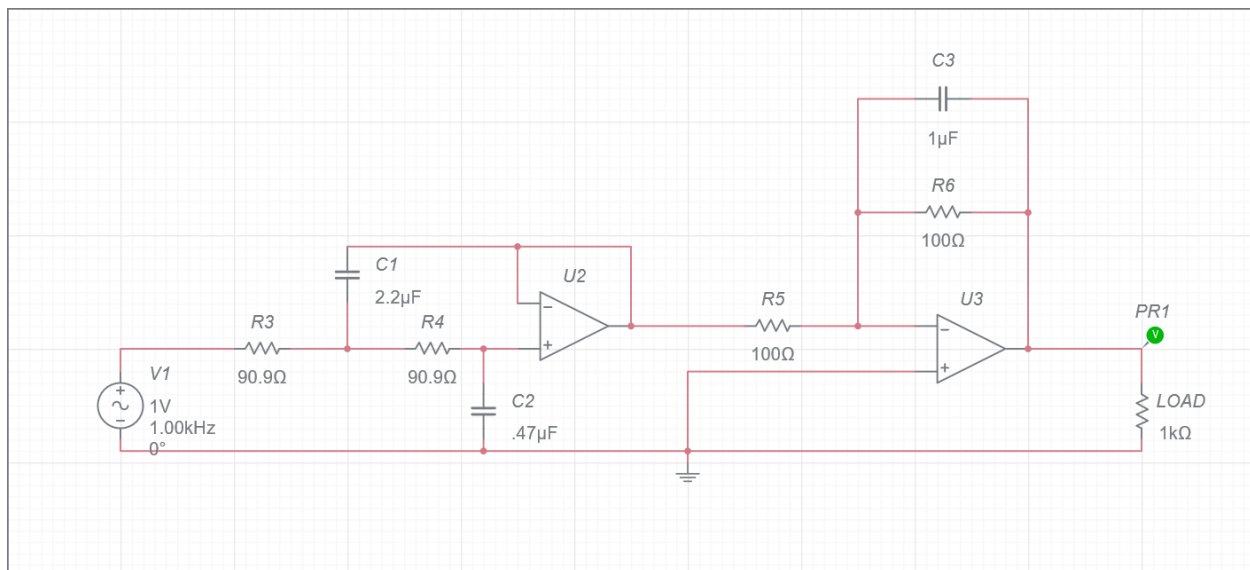 C3
1μF
R6
100Ω
C1
2.2μF
U2
−
+
R3
90.9Ω
R4
90.9Ω
C2
.47μF
R5
100Ω
U3
−
+
PR1
V
V1
+
−
1V
1.00kHz
0°
LOAD
1kΩ